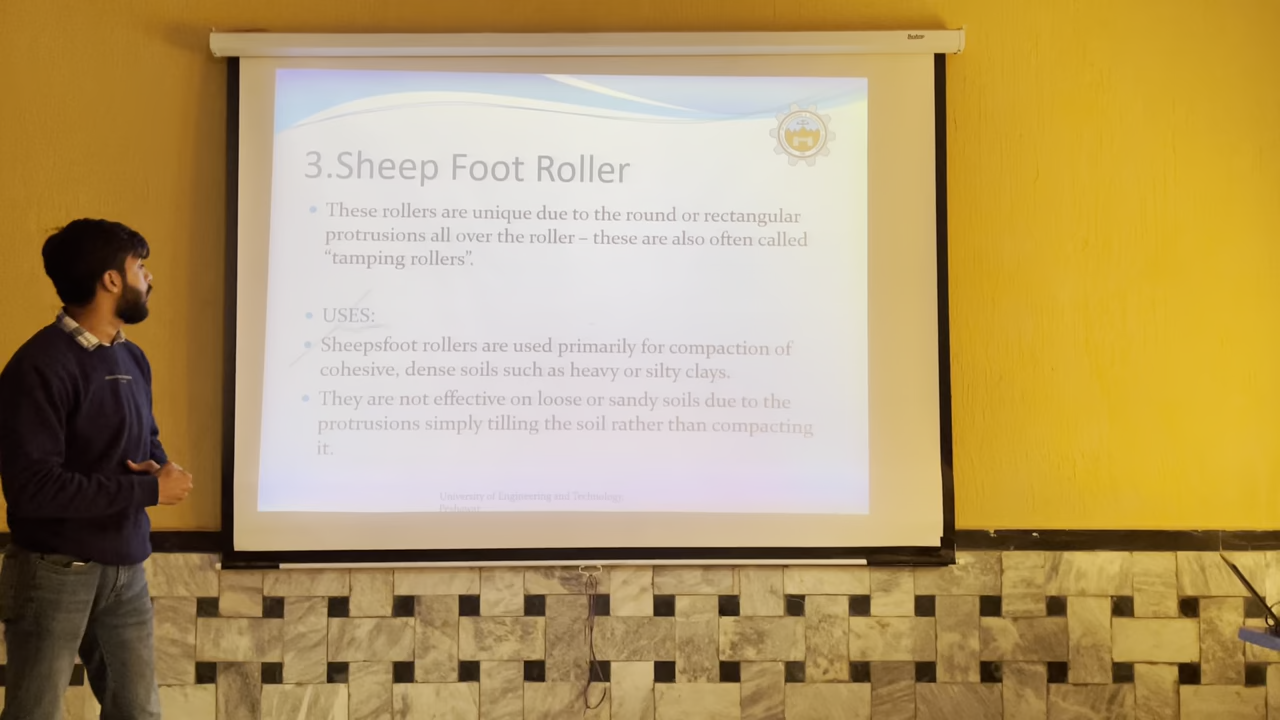 3.Sheep Foot Roller
These rollers are unique due to the round or rectangular
protrusions all over the roller – these are also often called
“tamping rollers”.
USES:
Sheepsfoot rollers are used primarily for compaction of
cohesive, dense soils such as heavy or silty clays.
They are not effective on loose or sandy soils due to the
protrusions simply tilling the soil rather than compacting
it.
University of Engineering and Technology